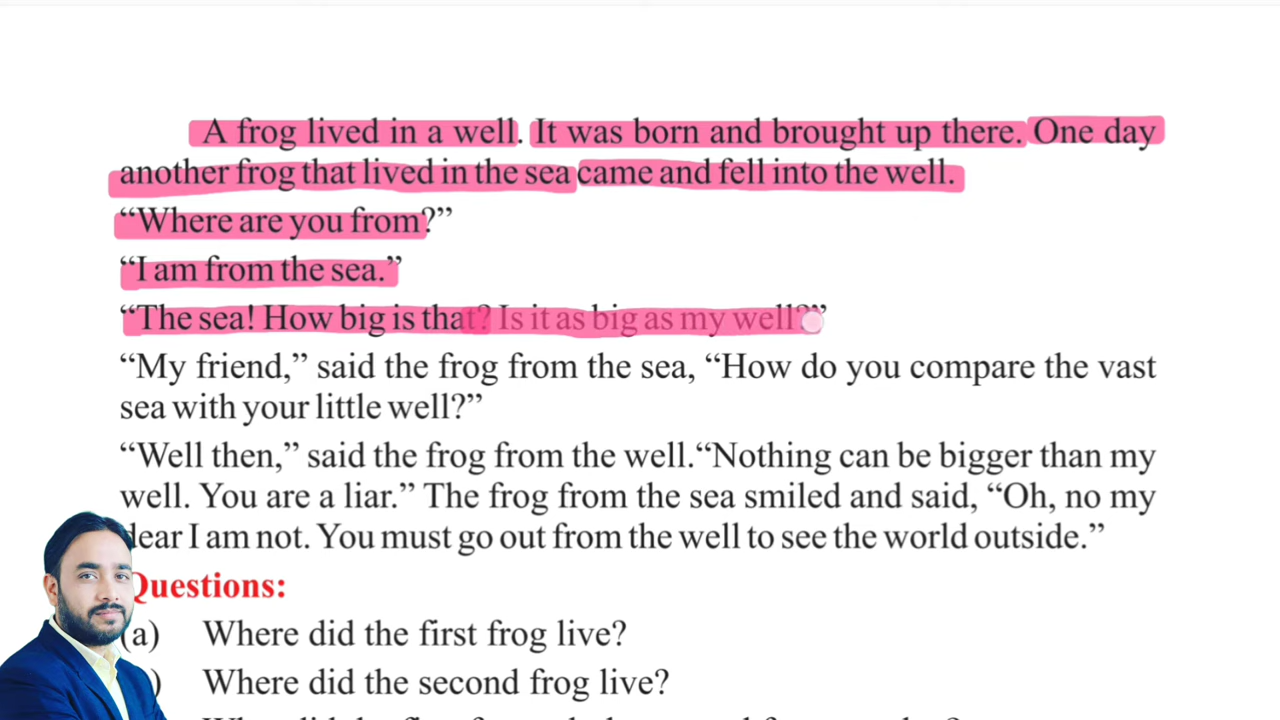 A frog lived in a well. It was born and brought up there. One day
another frog that lived in the sea came and fell into the well.
“Where are you from?”
“I am from the sea.”
“The sea! How big is that? Is it as big as my well?”
“My friend,” said the frog from the sea, “How do you compare the vast
sea with your little well?”
“Well then,” said the frog from the well.“Nothing can be bigger than my
well. You are a liar.” The frog from the sea smiled and said, “Oh, no my
dear I am not. You must go out from the well to see the world outside.”
Questions:
(a) Where did the first frog live?
) Where did the second frog live?